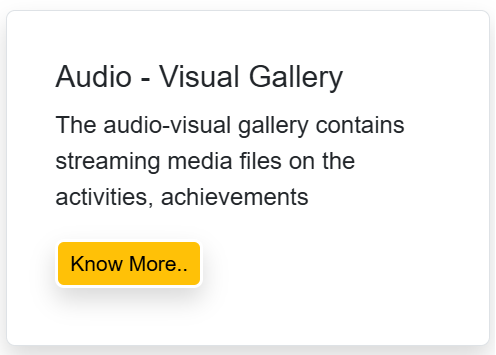 Audio - Visual Gallery
The audio-visual gallery contains
streaming media files on the
activities, achievements
Know More..